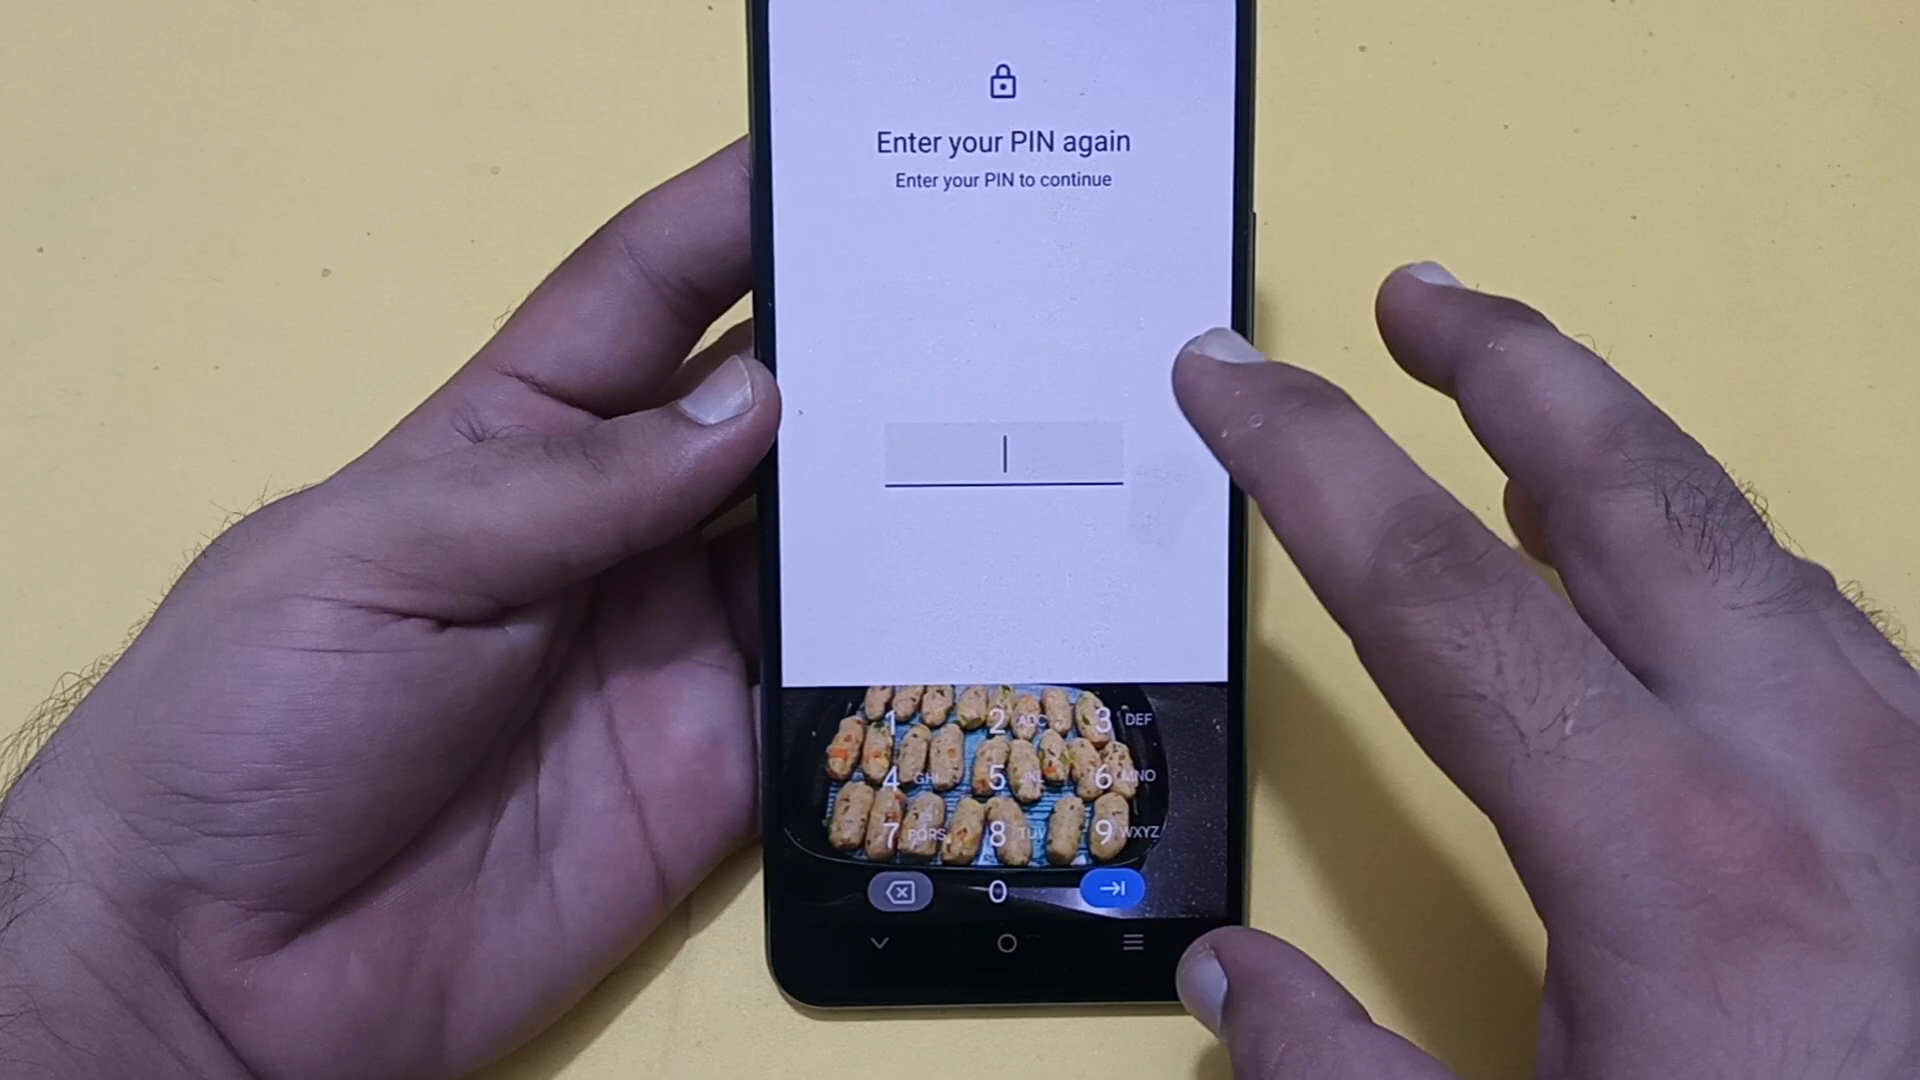 Enter your PIN again
Enter your PIN to continue
1 2 ABC 3 DEF
4 GHI 5 JKL 6 MNO
7 PQRS 8 TUV 9 WXYZ
0